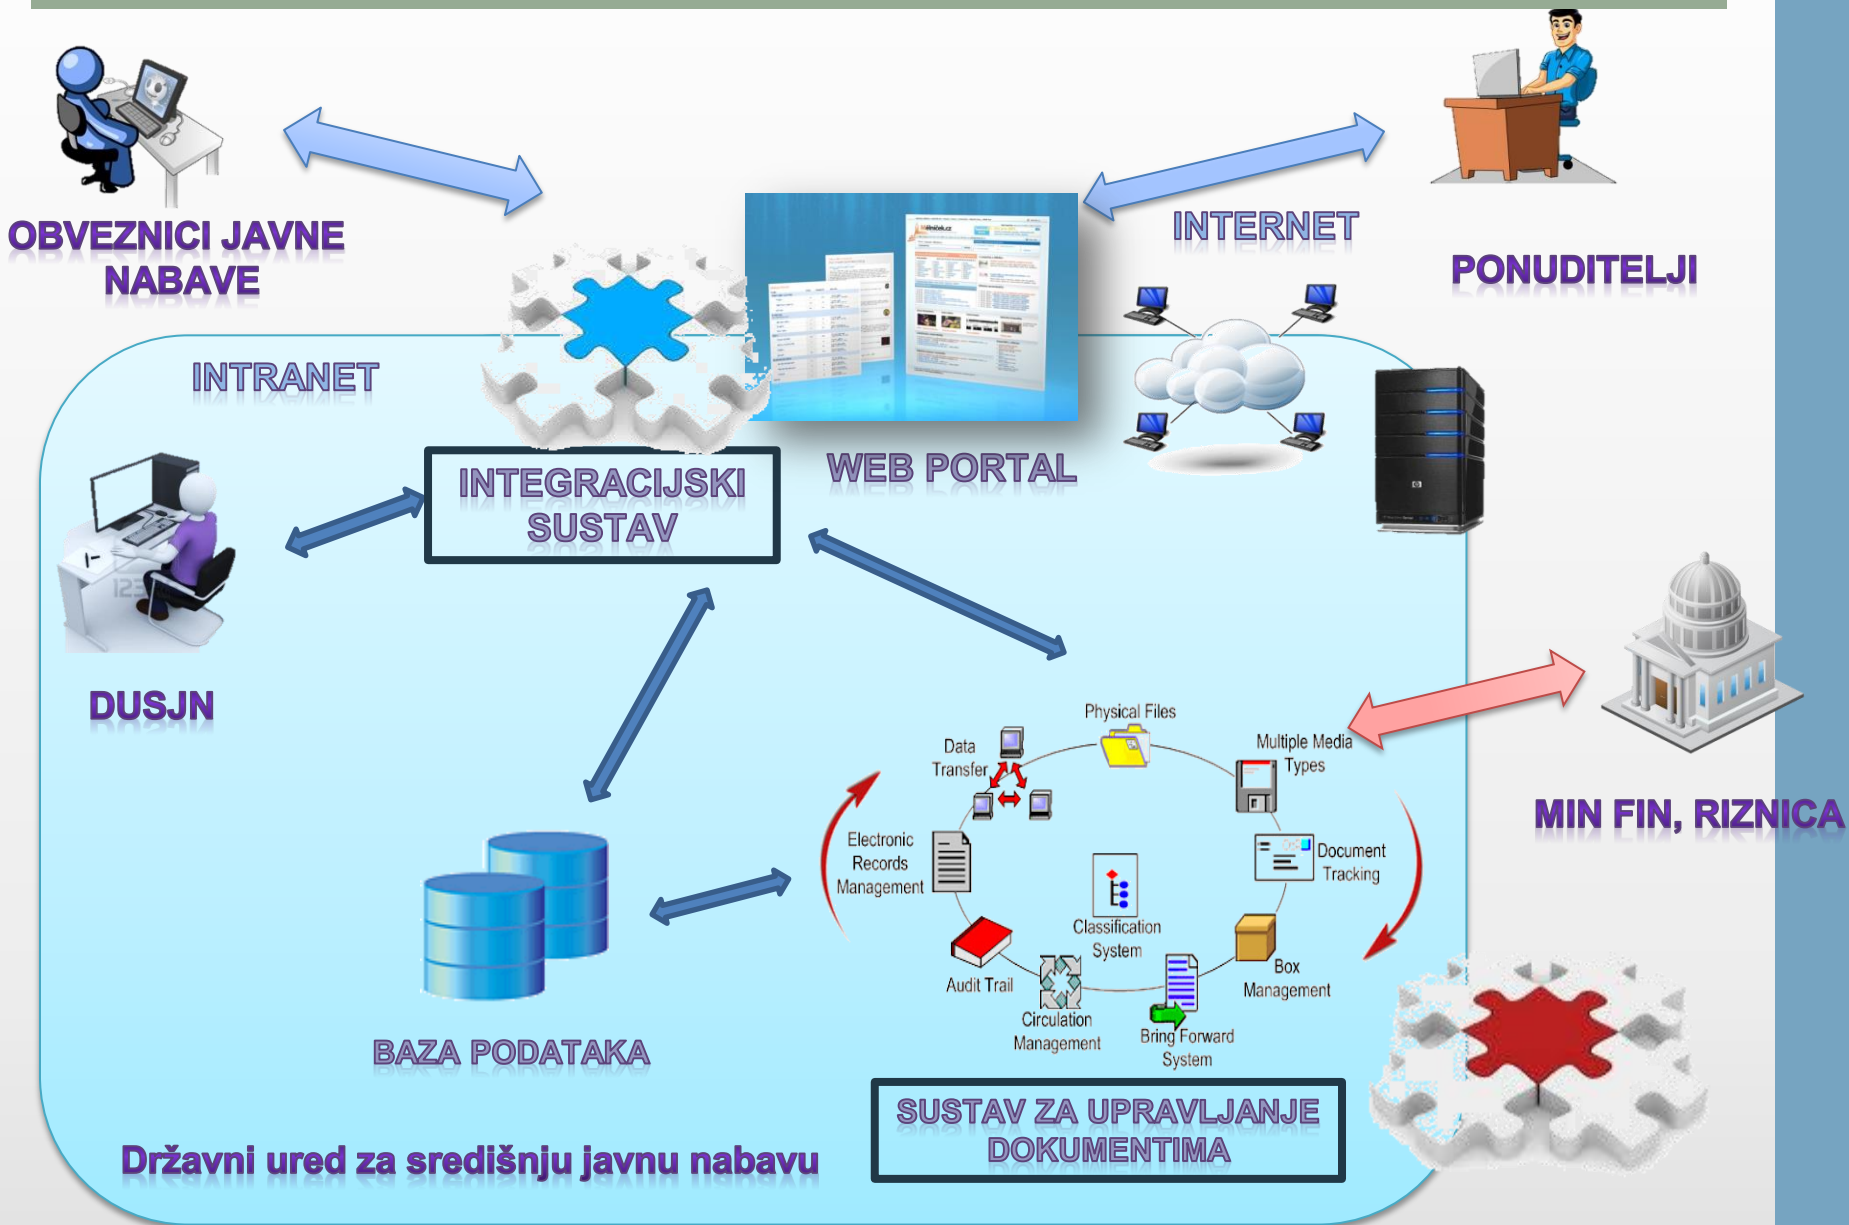 OBVEZNICI JAVNE
NABAVE
INTERNET
PONUDITELJI
INTRANET
INTEGRACIJSKI
SUSTAV
WEB PORTAL
DUSJN
MIN FIN, RIZNICA
Physical Files
Data
Transfer
Multiple Media
Types
Electronic
Records
Management
Document
Tracking
Classification
System
Audit Trail
Box
Management
Circulation
Management
Bring Forward
System
BAZA PODATAKA
SUSTAV ZA UPRAVLJANJE
DOKUMENTIMA
Državni ured za središnju javnu nabavu